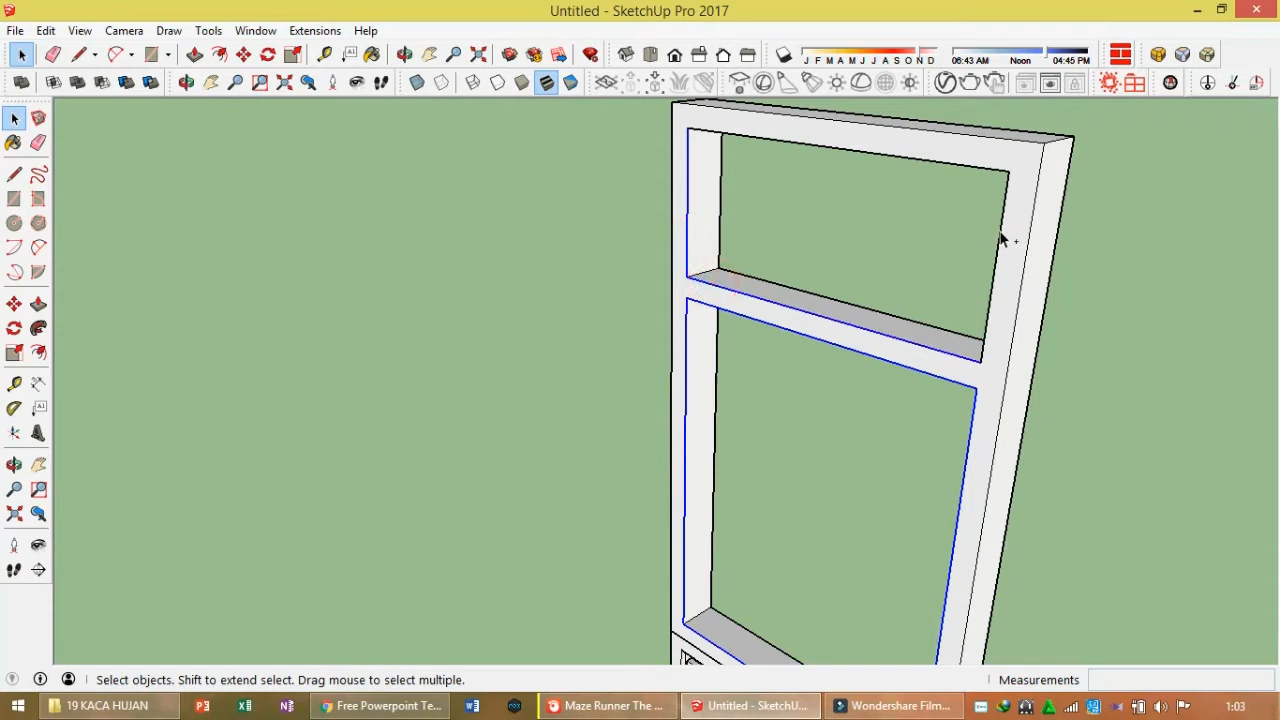 Untitled - SketchUp Pro 2017
File Edit View Camera Draw Tools Window Extensions Help
J F M A M J J A S O N D
06:43 AM Noon 04:45 PM
A1
A1
Select objects. Shift to extend select. Drag mouse to select multiple.
Measurements
19 KACA HUJAN
Free Powerpoint Te...
Maze Runner The ...
Untitled - SketchU...
Wondershare Film...
1:03